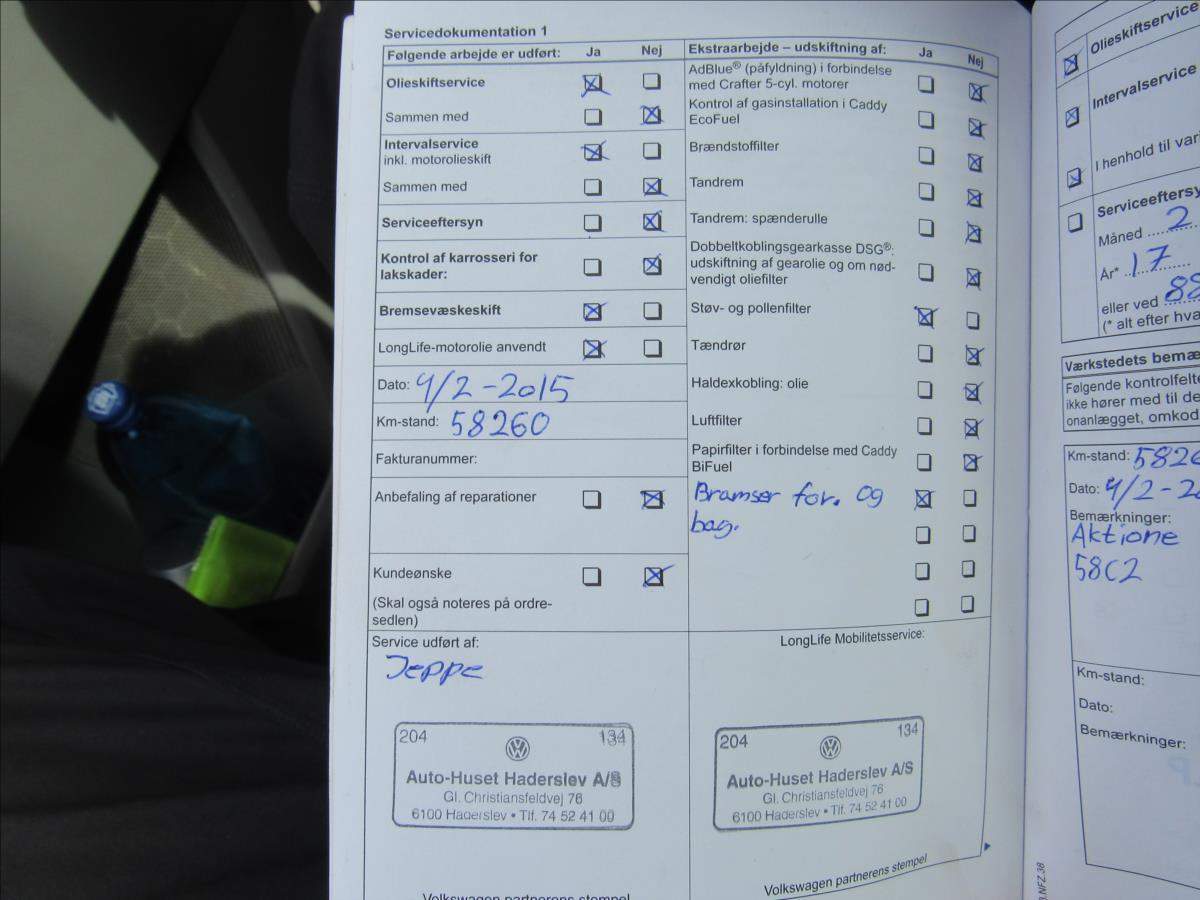 Servicedokumentation 1
Følgende arbejde er udført: Ja Nej
Olieskiftservice
Sammen med
Intervalservice
inkl. motorolieskift
Sammen med
Serviceeftersyn
Kontrol af karrosseri for
lakskader:
Bremsevæskeskift
LongLife-motorolie anvendt
Dato: 4/2-2015
Km-stand: 58260
Fakturanummer:
Anbefaling af reparationer
Kundeønske
(Skal også noteres på ordre-
sedlen)
Service udført af:
Jeppe
204 134
Auto-Huset Haderslev A/S
Gl. Christiansfeldvej 76
6100 Haderslev • Tlf. 74 52 41 00
Volkswagen partnerens stempel
Ekstraarbejde – udskiftning af: Ja Nej
AdBlue® (påfyldning) i forbindelse
med Crafter 5-cyl. motorer
Kontrol af gasinstallation i Caddy
EcoFuel
Brændstoffilter
Tandrem
Tandrem: spænderulle
Dobbeltkoblingsgearkasse DSG®:
udskiftning af gearolie og om nød-
vendigt oliefilter
Støv- og pollenfilter
Tændrør
Haldexkobling: olie
Luftfilter
Papirfilter i forbindelse med Caddy
BiFuel
Bramser for. og
bag.
LongLife Mobilitetsservice:
204 134
Auto-Huset Haderslev A/S
Gl. Christiansfeldvej 76
6100 Haderslev • Tlf. 74 52 41 00
Volkswagen partnerens stempel
Olieskiftservice
Intervalservice
I henhold til var
Serviceeftersy
Måned 2
År* 17
eller ved 88
(* alt efter hva
Værkstedets bemæ
Følgende kontrolfelte
ikke hører med til de
onanlægget, omkod
Km-stand: 5826
Dato: 4/2-20
Bemærkninger:
Aktione
58C2
Km-stand:
Dato:
Bemærkninger: